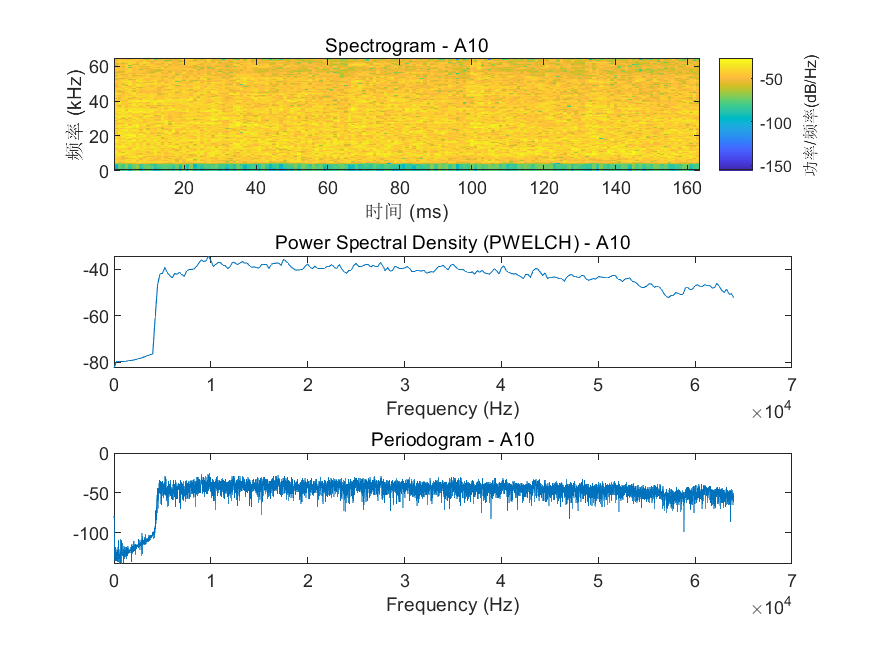 Spectrogram - A10
60
40
20
0
频率 (kHz)
20 40 60 80 100 120 140 160
时间 (ms)
-50
-100
-150
功率/频率(dB/Hz)
Power Spectral Density (PWELCH) - A10
-40
-60
-80
0 1 2 3 4 5 6 7
Frequency (Hz)
×10^4
Periodogram - A10
0
-50
-100
0 1 2 3 4 5 6 7
Frequency (Hz)
×10^4